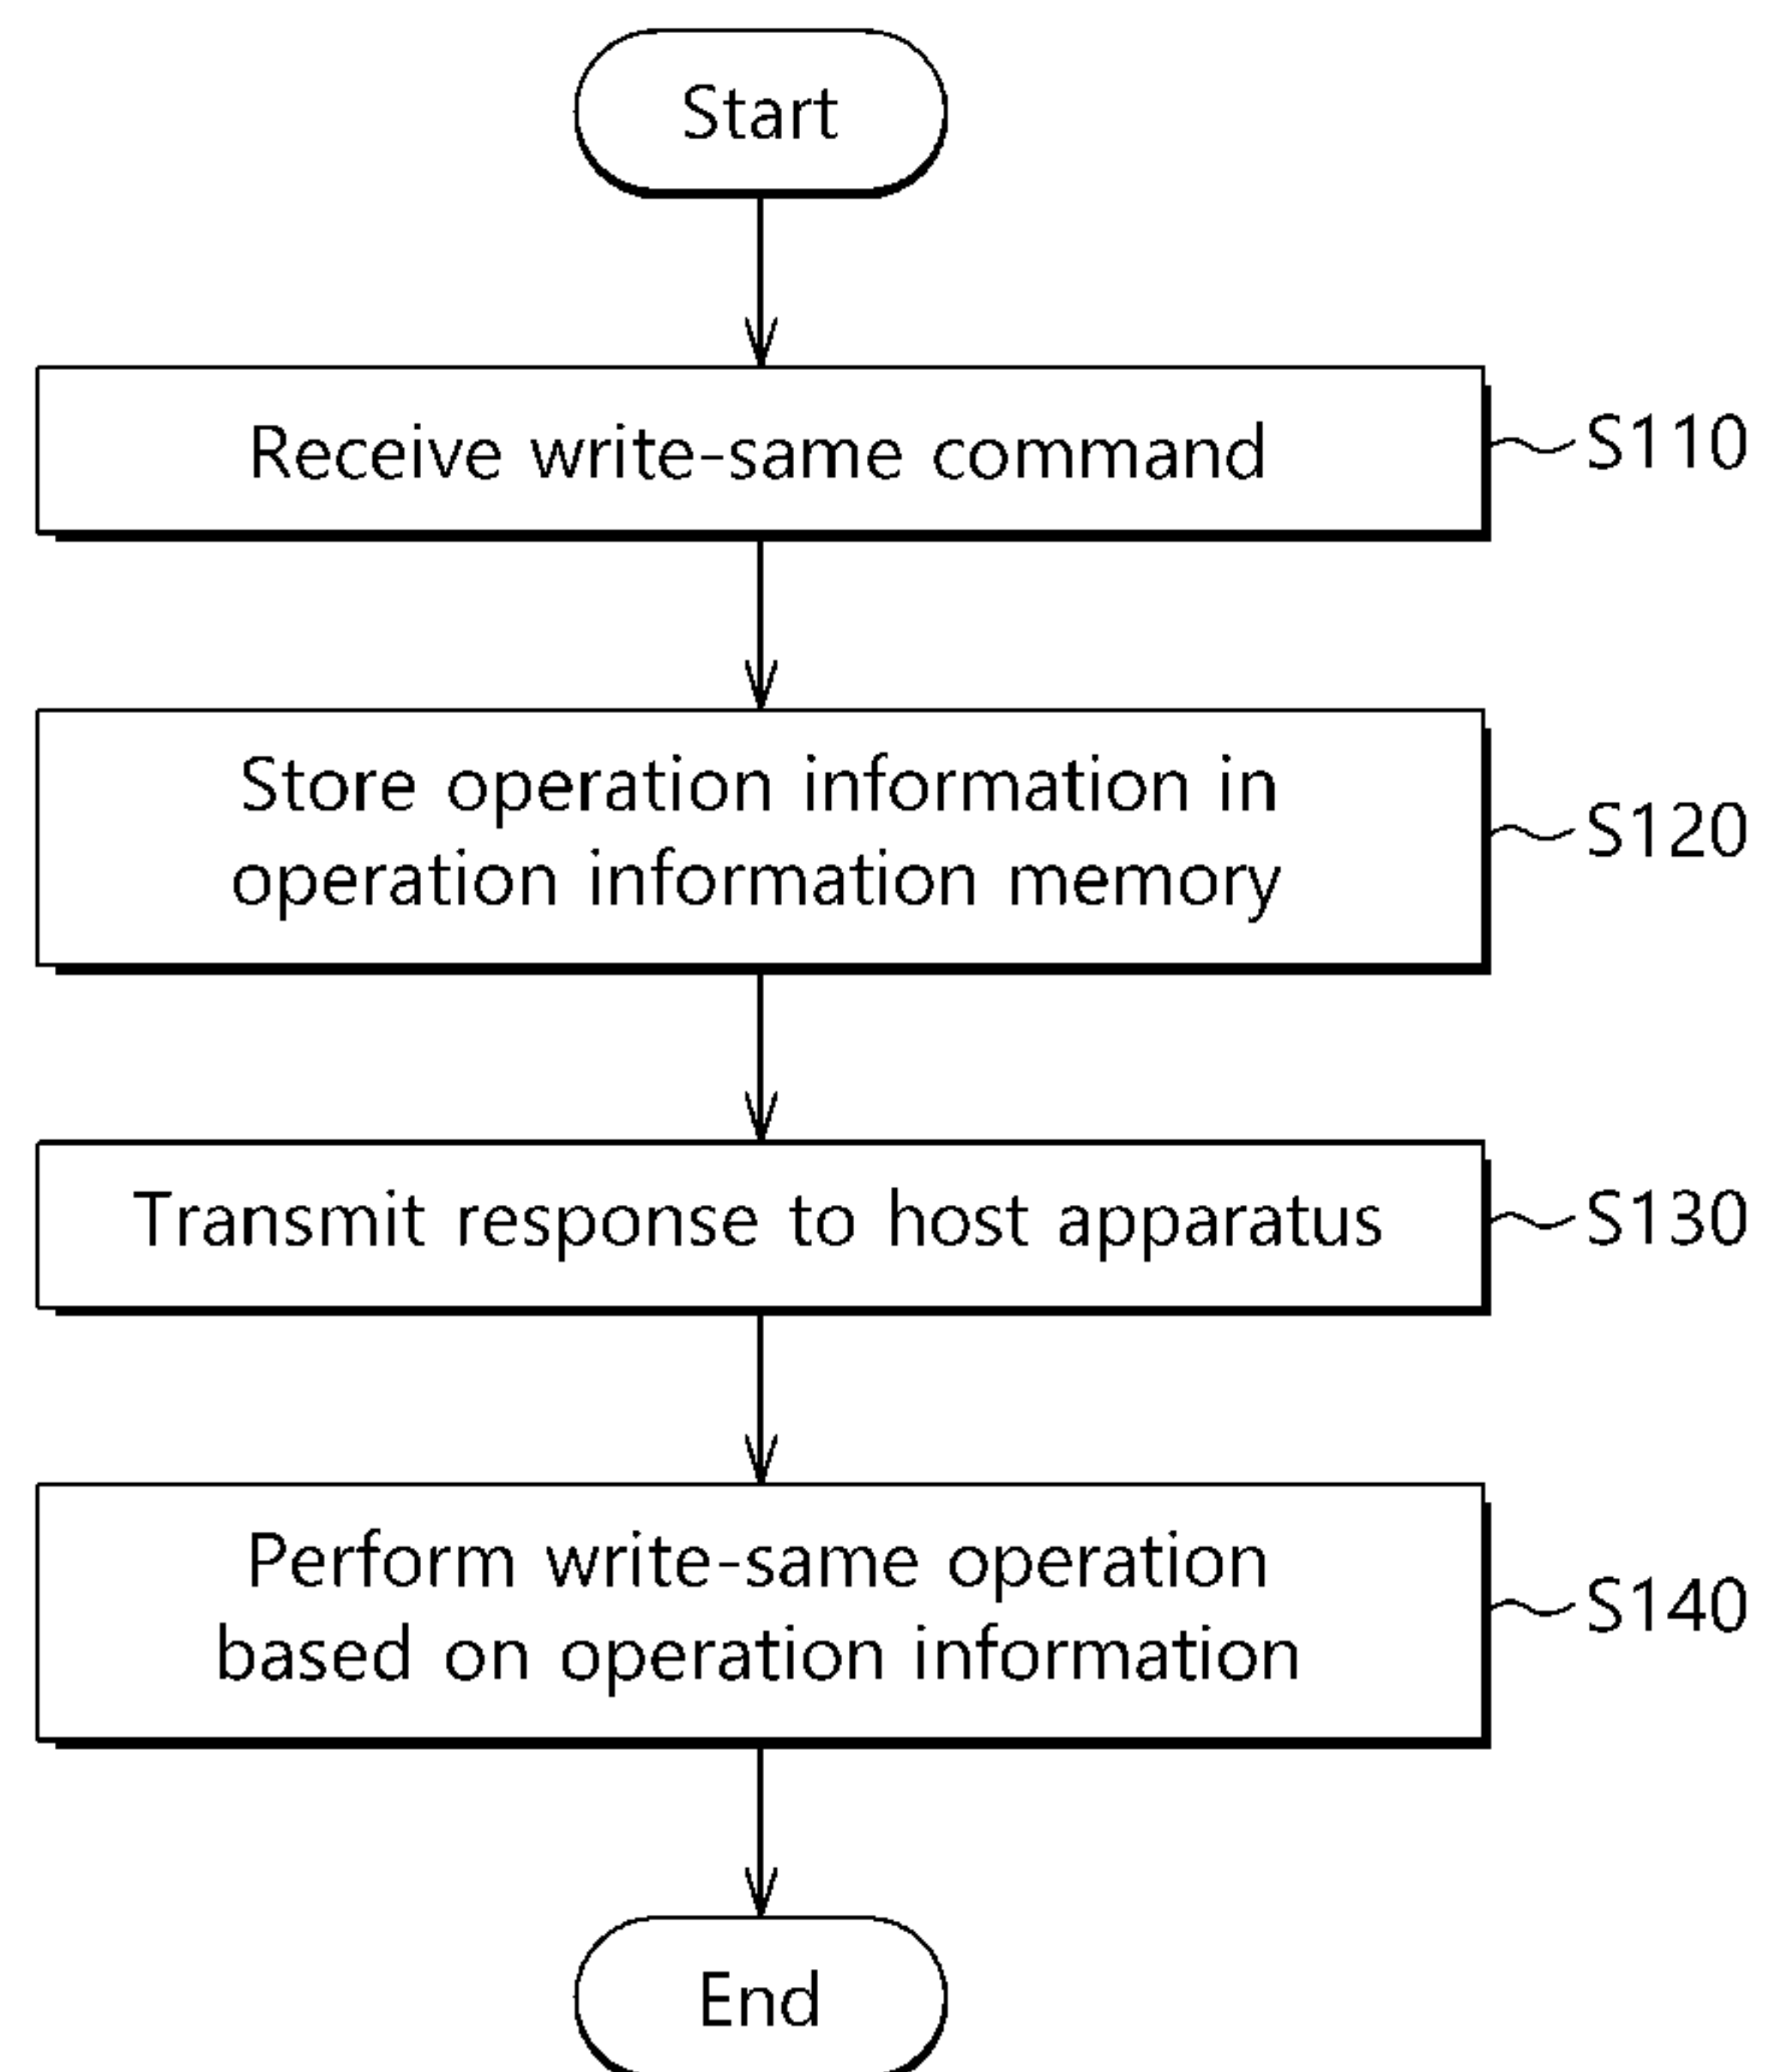 Start
Receive write-same command
S110
Store operation information in
operation information memory
S120
Transmit response to host apparatus
S130
Perform write-same operation
based on operation information
S140
End